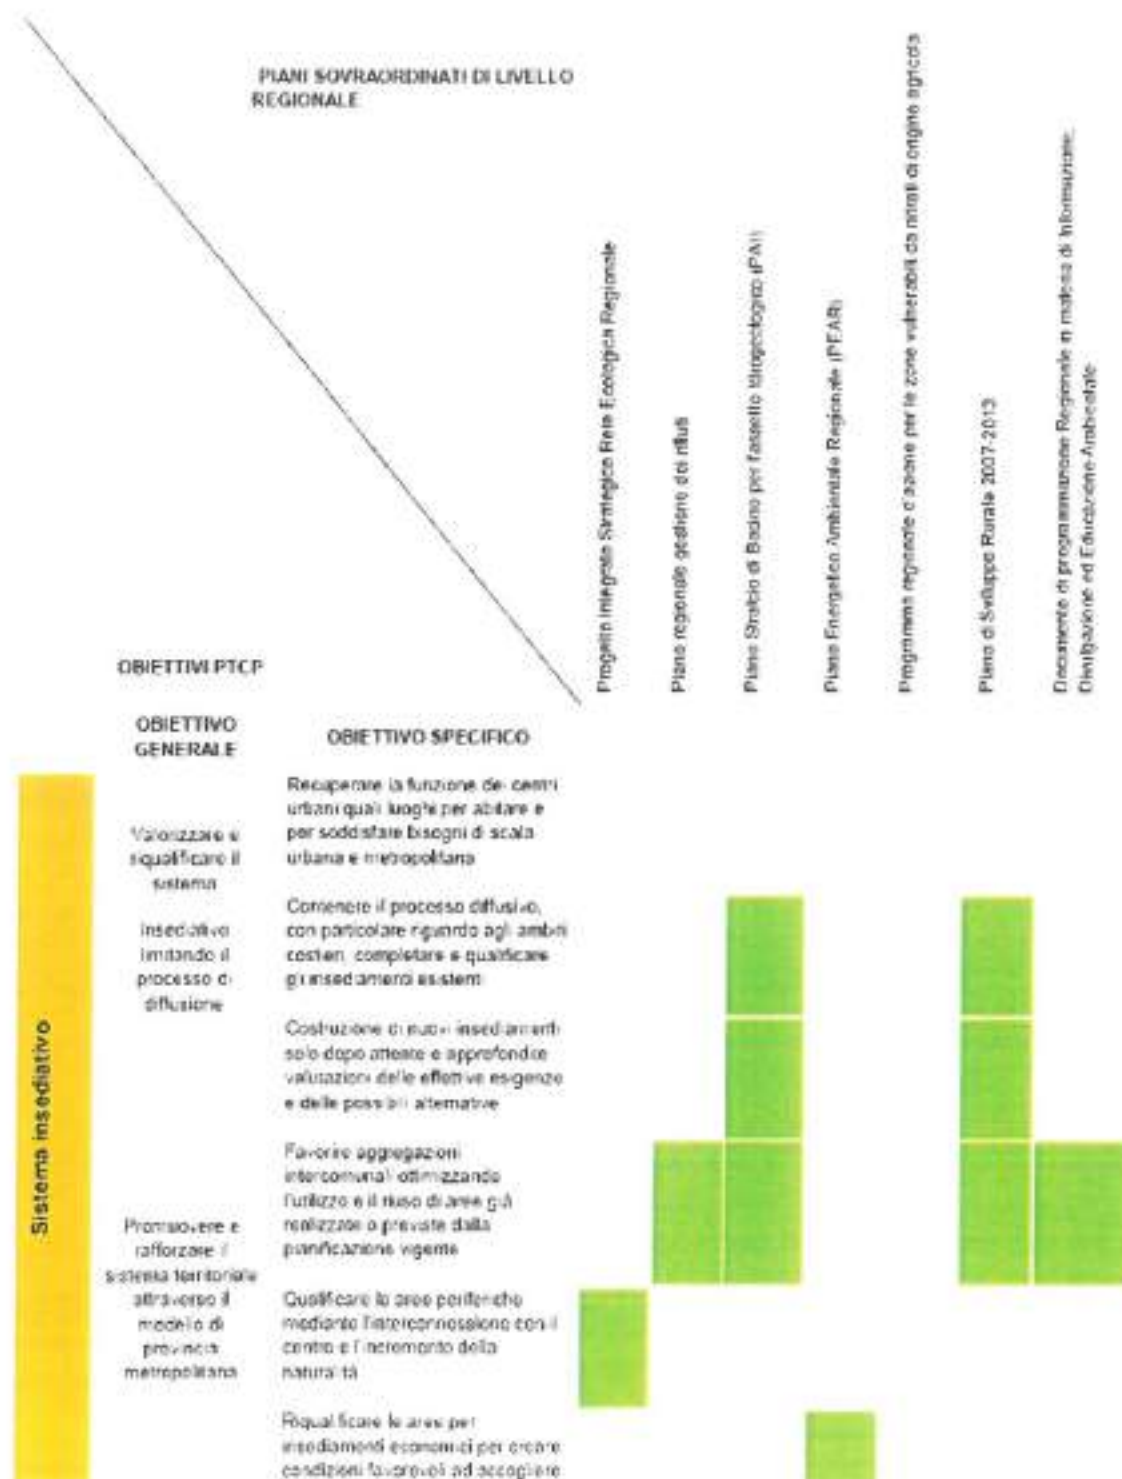 PIANI SOVRAORDINATI DI LIVELLO
REGIONALE
Progetto Integrato Strategico Rete Ecologica Regionale
Piano regionale gestione dei rifiuti
Piano Stralcio di Bacino per l'assetto Idrogeologico (PAI)
Piano Energetico Ambientale Regionale (PEAR)
Programma regionale d'azione per le zone vulnerabili da nitrati di origine agricola
Piano di Sviluppo Rurale 2007-2013
Documento di programmazione Regionale in materia di Informazione,
Divulgazione ed Educazione Ambientale
OBIETTIVI PTCP
OBIETTIVO
GENERALE
OBIETTIVO SPECIFICO
Sistema insediativo
Valorizzare e
riqualificare il
sistema
insediativo
limitando il
processo di
diffusione
Recuperare la funzione dei centri
urbani quali luoghi per abitare e
per soddisfare bisogni di scala
urbana e metropolitana
Contenere il processo diffusivo,
con particolare riguardo agli ambiti
costieri, completare e qualificare
gli insediamenti esistenti
Costruzione di nuovi insediamenti
solo dopo attente e approfondite
valutazioni delle effettive esigenze
e delle possibili alternative
Promuovere e
rafforzare il
sistema territoriale
attraverso il
modello di
provincia
metropolitana
Favorire aggregazioni
intercomunali ottimizzando
l'utilizzo e il riuso di aree già
realizzate o previste dalla
pianificazione vigente
Qualificare le aree periferiche
mediante l'interconnessione con il
centro e l'incremento della
naturalità
Riqualificare le aree per
insediamenti economici per creare
condizioni favorevoli ad accogliere